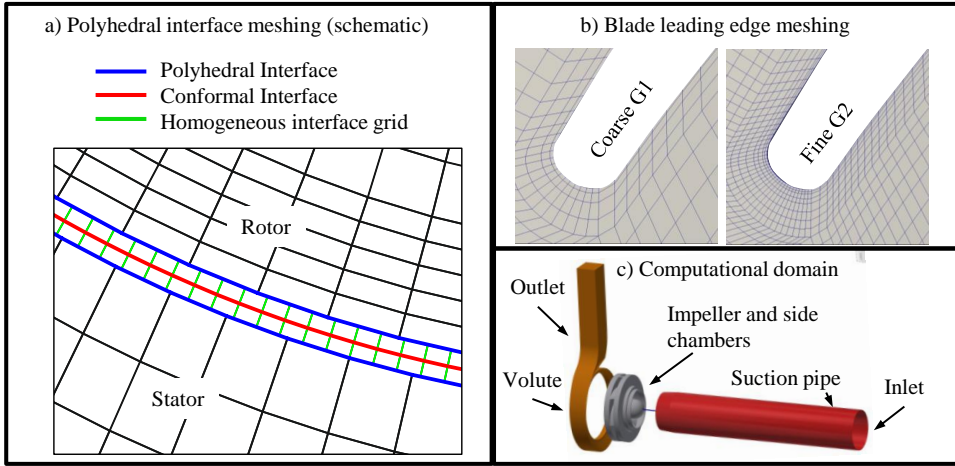 a) Polyhedral interface meshing (schematic)
Polyhedral Interface
Conformal Interface
Homogeneous interface grid
Rotor
Stator
b) Blade leading edge meshing
Coarse G1
Fine G2
c) Computational domain
Outlet
Impeller and side
chambers
Volute
Suction pipe
Inlet